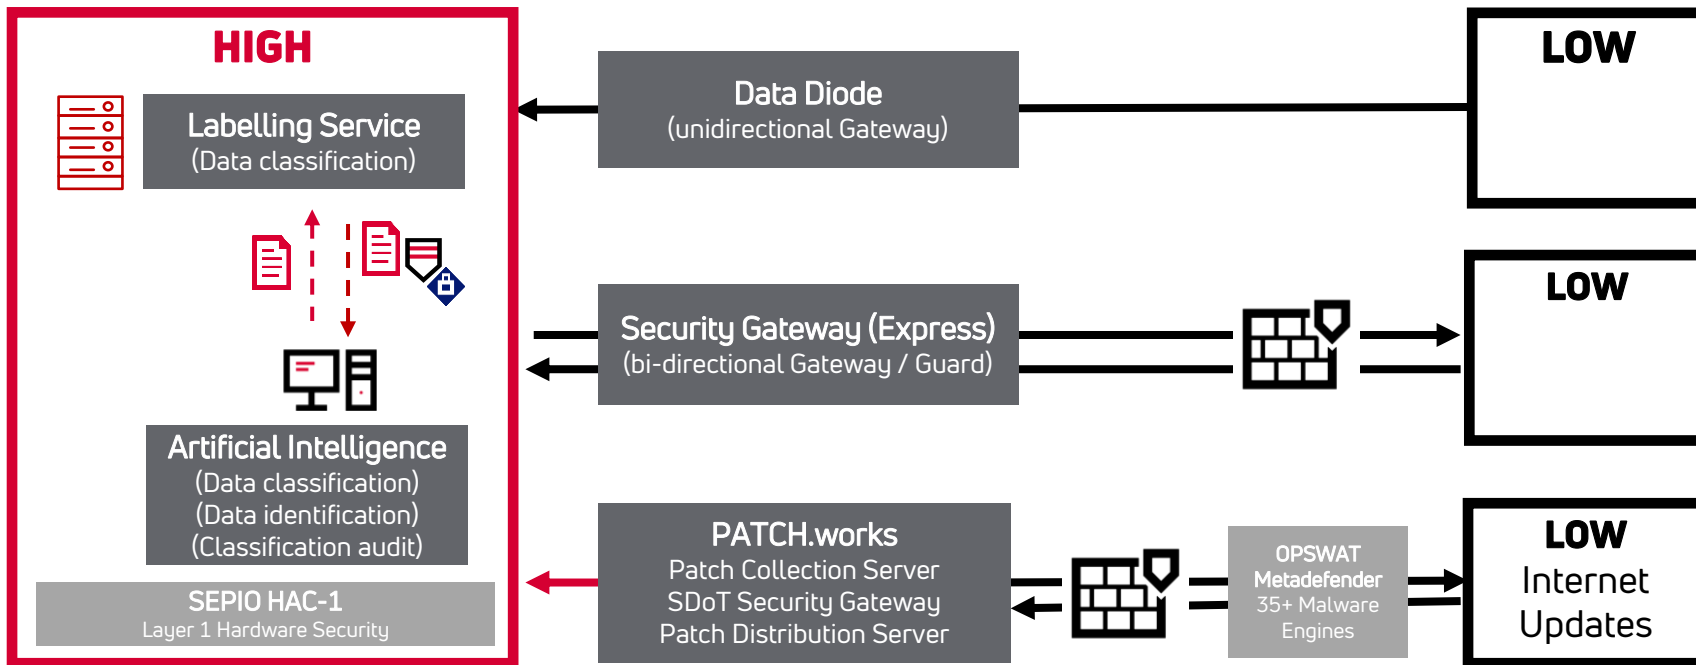 HIGH
Labelling Service
(Data classification)
Artificial Intelligence
(Data classification)
(Data identification)
(Classification audit)
SEPIO HAC-1
Layer 1 Hardware Security
Data Diode
(unidirectional Gateway)
LOW
Security Gateway (Express)
(bi-directional Gateway / Guard)
LOW
PATCH.works
Patch Collection Server
SDoT Security Gateway
Patch Distribution Server
OPSWAT
Metadefender
35+ Malware
Engines
LOW
Internet
Updates